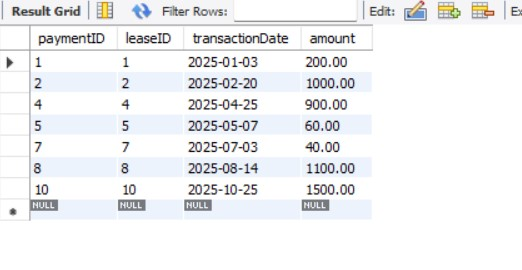 Result Grid Filter Rows: Edit: Ex
paymentID leaseID transactionDate amount
1 1 2025-01-03 200.00
2 2 2025-02-20 1000.00
4 4 2025-04-25 900.00
5 5 2025-05-07 60.00
7 7 2025-07-03 40.00
8 8 2025-08-14 1100.00
10 10 2025-10-25 1500.00
NULL NULL NULL NULL